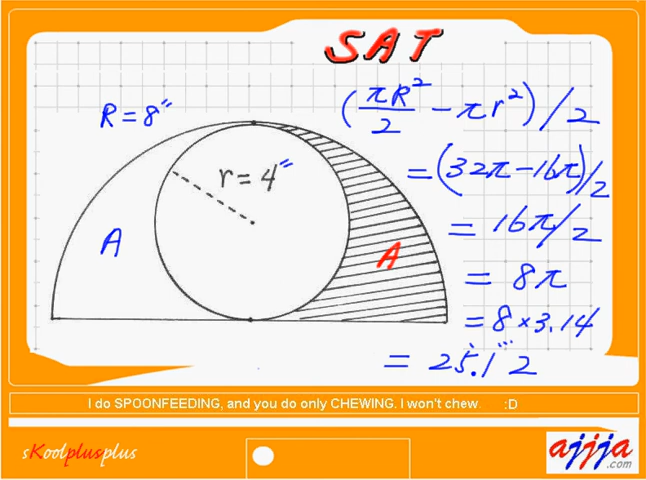 SAT
R = 8"
(πR²/2 - πr²)/2
r = 4"
= (32π - 16π)/2
A
= 16π/2
A
= 8π
= 8 × 3.14
= 25.12
I do SPOONFEEDING, and you do only CHEWING. I won't chew. :D
sKoolplusplus
ajjja
.com